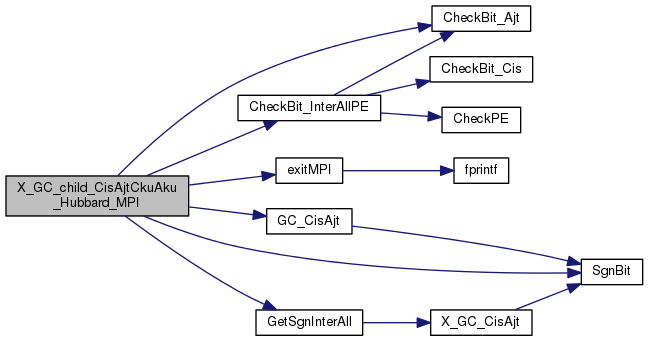 X_GC_child_CisAjtCkuAku
_Hubbard_MPI
CheckBit_Ajt
CheckBit_InterAllPE
CheckBit_Cis
CheckPE
exitMPI
fprintf
GC_CisAjt
SgnBit
GetSgnInterAll
X_GC_CisAjt